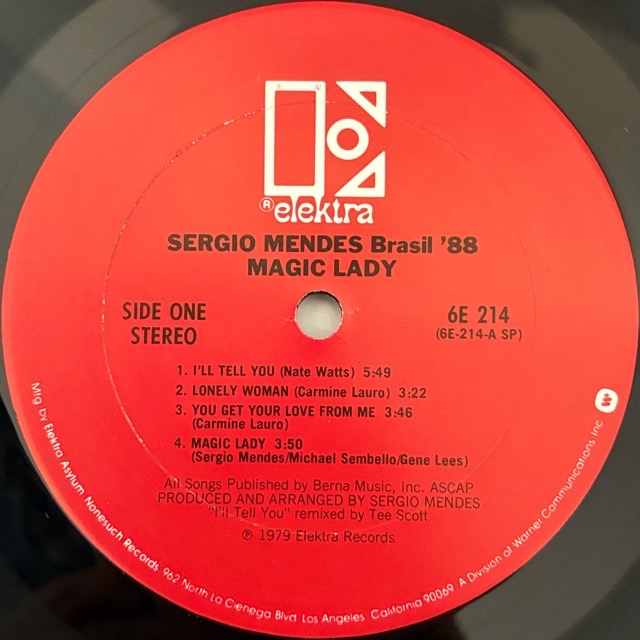 ® elektra
SERGIO MENDES Brasil '88
MAGIC LADY
SIDE ONE
STEREO
6E 214
(6E-214-A SP)
1. I'LL TELL YOU (Nate Watts) 5:49
2. LONELY WOMAN (Carmine Lauro) 3:22
3. YOU GET YOUR LOVE FROM ME 3:46
(Carmine Lauro)
4. MAGIC LADY 3:50
(Sergio Mendes/Michael Sembello/Gene Lees)
All Songs Published by Berna Music, Inc. ASCAP
PRODUCED AND ARRANGED BY SERGIO MENDES
"I'll Tell You" remixed by Tee Scott
℗ 1979 Elektra Records
Mfg by Elektra Asylum Nonesuch Records 962 North La Cienega Blvd Los Angeles California 90069 A Division of Warner Communications Inc